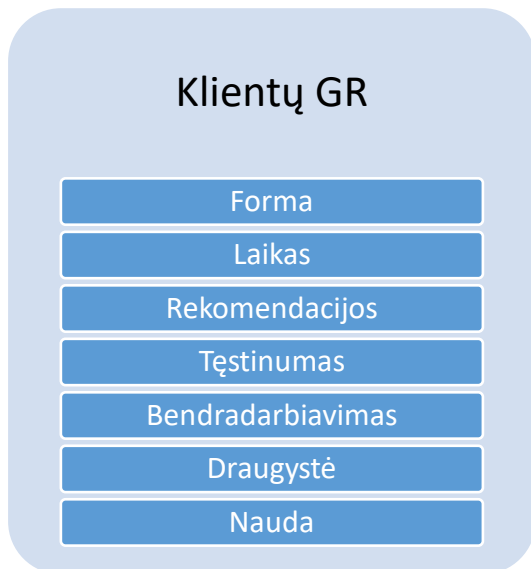 Klientų GR
Forma
Laikas
Rekomendacijos
Tęstinumas
Bendradarbiavimas
Draugystė
Nauda